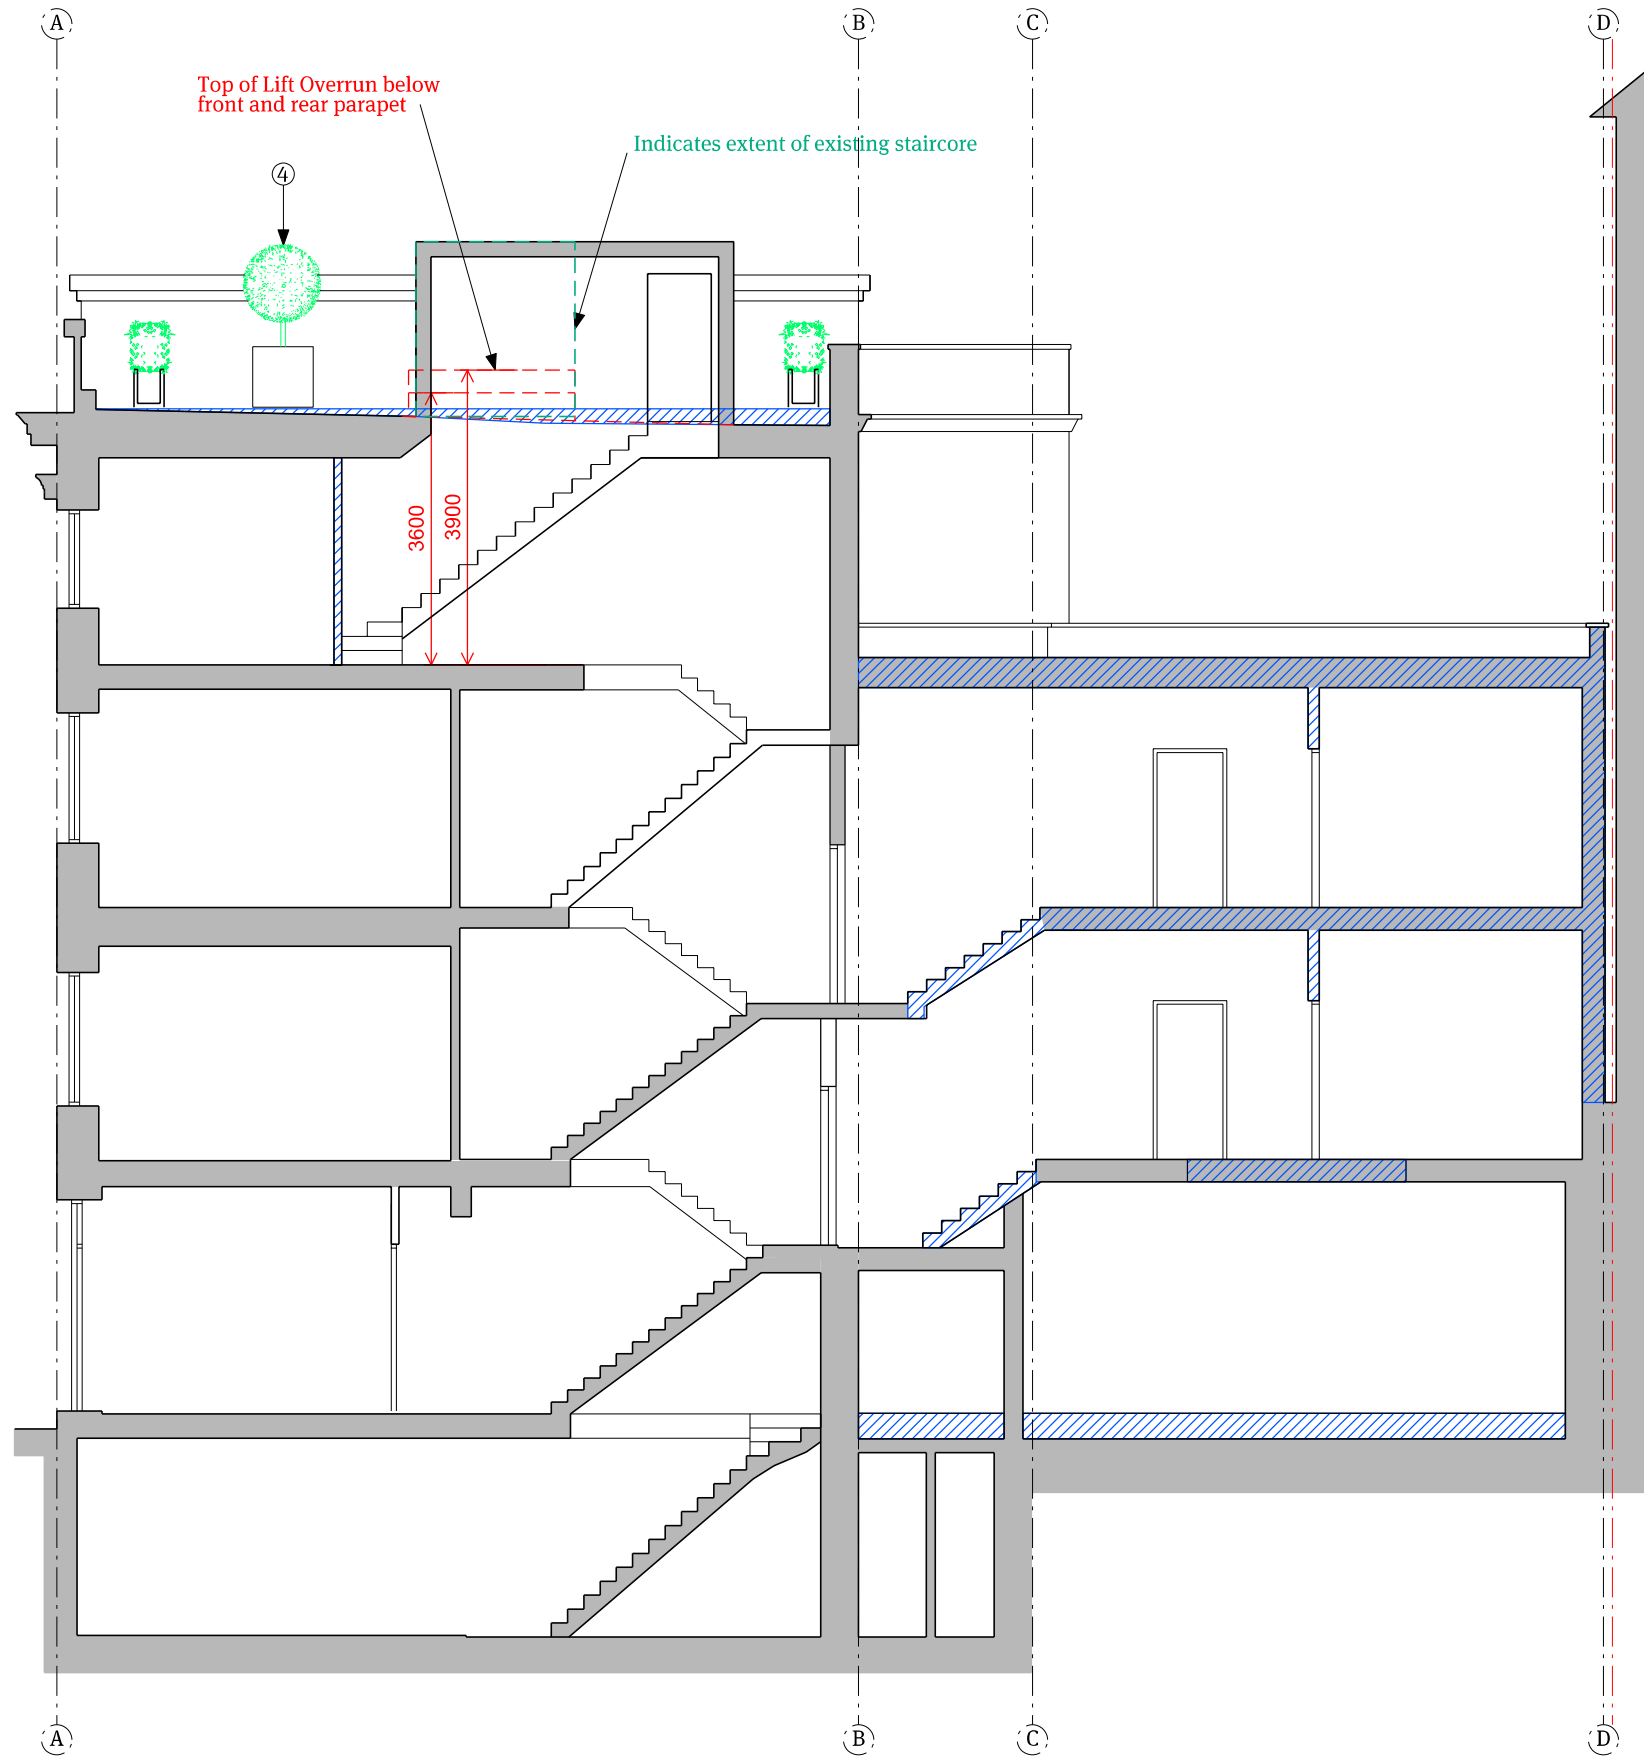 A
B
C
D
Top of Lift Overrun below
front and rear parapet
Indicates extent of existing staircore
4
3600
3900
A
B
C
D